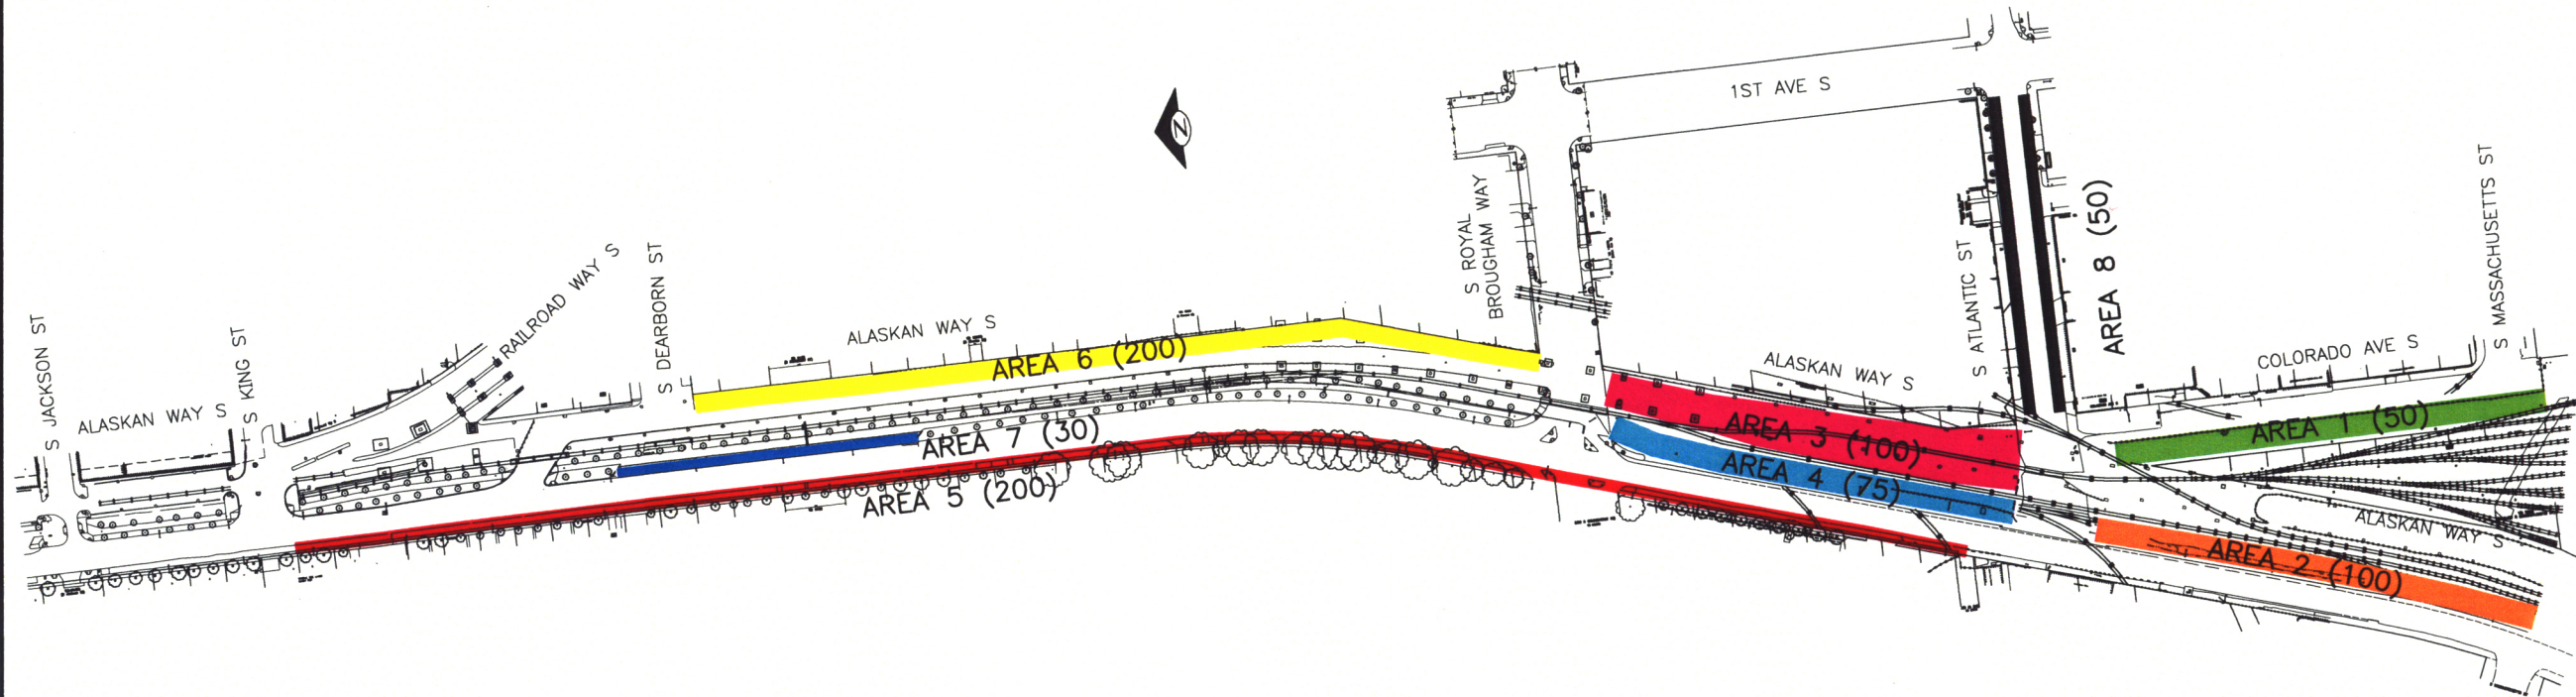 S JACKSON ST
ALASKAN WAY S
S KING ST
RAILROAD WAY S
S DEARBORN ST
ALASKAN WAY S
AREA 6 (200)
AREA 7 (30)
AREA 5 (200)
N
S ROYAL
BROUGHAM WAY
1ST AVE S
ALASKAN WAY S
AREA 3 (100)
AREA 4 (75)
S ATLANTIC ST
AREA 8 (50)
COLORADO AVE S
S MASSACHUSETTS ST
AREA 1 (50)
ALASKAN WAY S
AREA 2 (100)